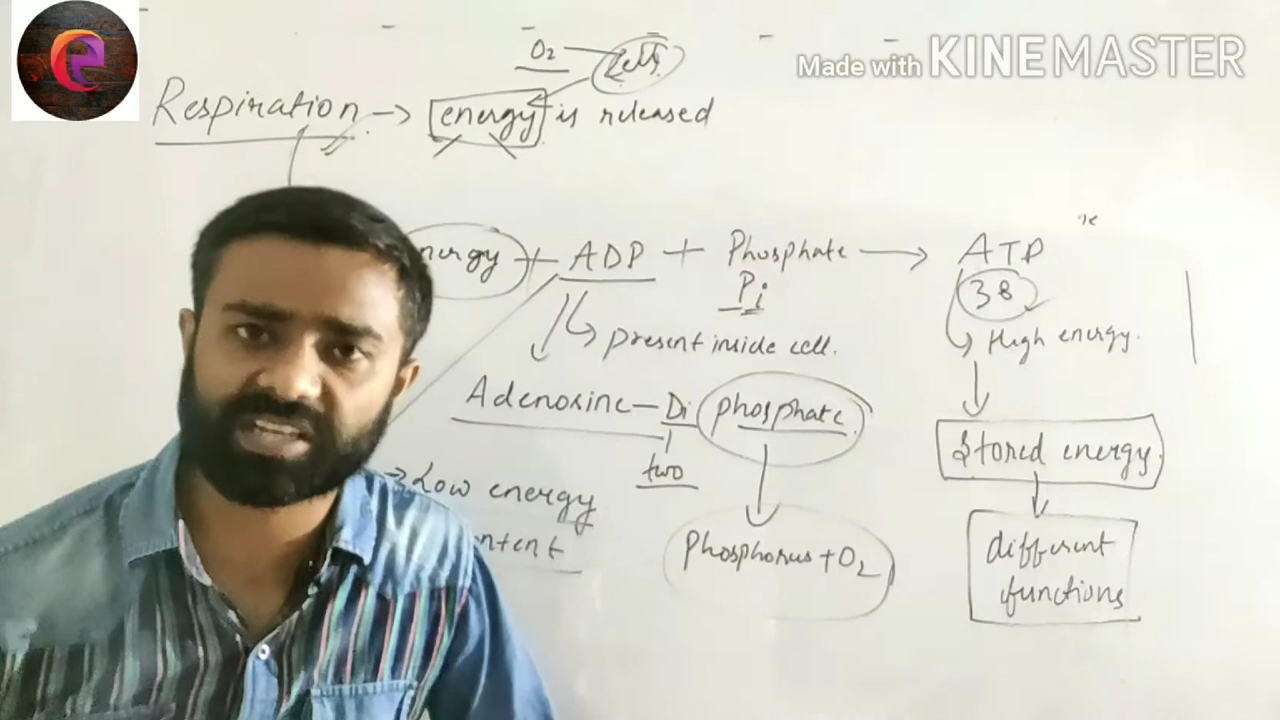 Made with KINEMASTER
O₂ Cells
Respiration → energy is released
nergy + ADP + Phosphate → ATP
Pi
38
present inside cell.
High energy.
Adenosine - Di phosphate
two
Stored energy
Low energy
ntent
Phosphorus + O₂
different
functions